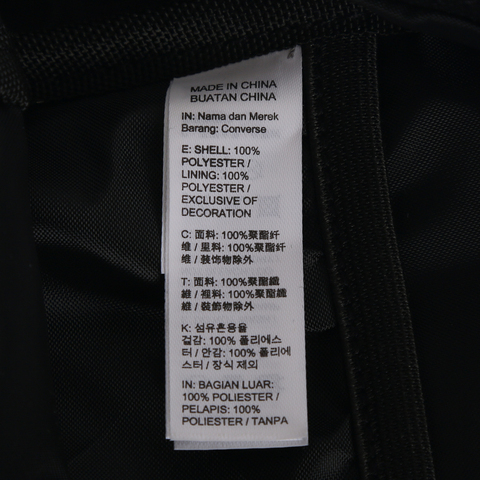 MADE IN CHINA
BUATAN CHINA
IN: Nama dan Merek
Barang: Converse
E: SHELL: 100%
POLYESTER /
LINING: 100%
POLYESTER /
EXCLUSIVE OF
DECORATION
C: 面料: 100%聚酯纤
维 / 里料: 100%聚酯纤
维 / 装饰物除外
T: 面料: 100%聚酯纖
維 / 裡料: 100%聚酯纖
維 / 裝飾物除外
K: 섬유혼용율
겉감: 100% 폴리에스
터 / 안감: 100% 폴리에
스터 / 장식 제외
IN: BAGIAN LUAR:
100% POLIESTER /
PELAPIS: 100%
POLIESTER / TANPA